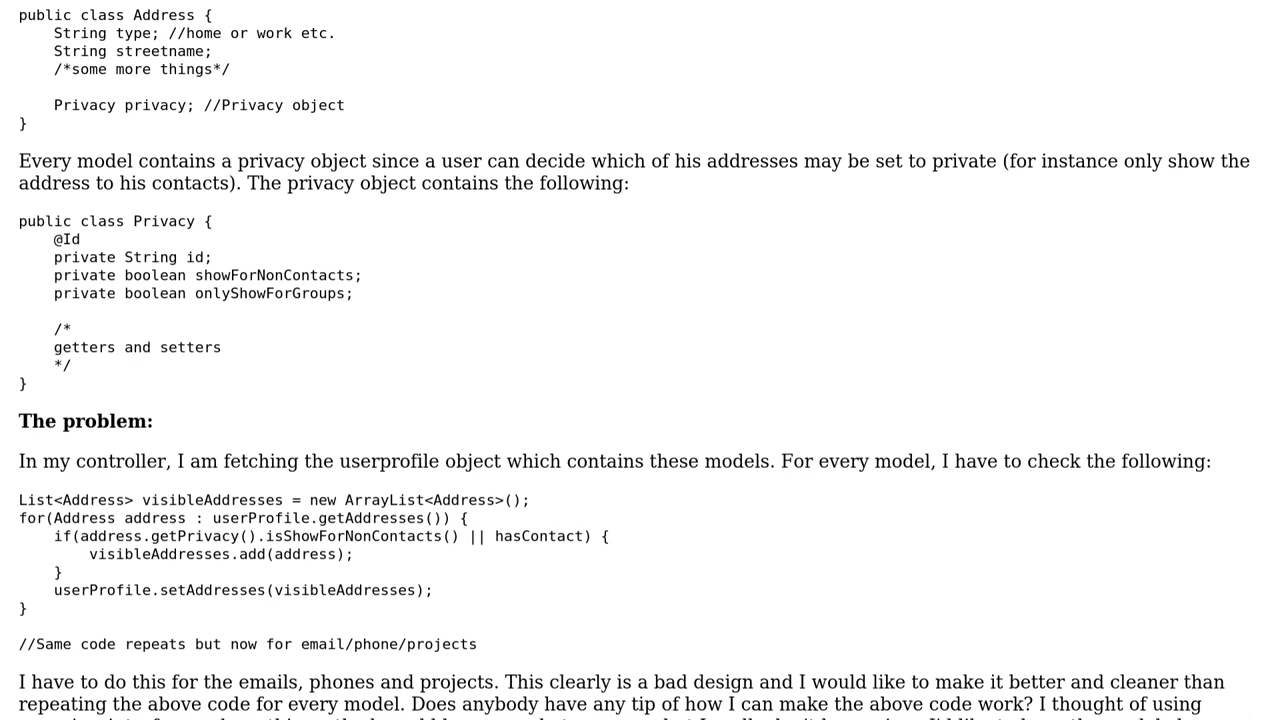 public class Address {
    String type; //home or work etc.
    String streetname;
    /*some more things*/
    Privacy privacy; //Privacy object
}
Every model contains a privacy object since a user can decide which of his addresses may be set to private (for instance only show the
address to his contacts). The privacy object contains the following:
public class Privacy {
    @Id
    private String id;
    private boolean showForNonContacts;
    private boolean onlyShowForGroups;
    /*
    getters and setters
    */
}
The problem:
In my controller, I am fetching the userprofile object which contains these models. For every model, I have to check the following:
List<Address> visibleAddresses = new ArrayList<Address>();
for(Address address : userProfile.getAddresses()) {
    if(address.getPrivacy().isShowForNonContacts() || hasContact) {
        visibleAddresses.add(address);
    }
    userProfile.setAddresses(visibleAddresses);
}
//Same code repeats but now for email/phone/projects
I have to do this for the emails, phones and projects. This clearly is a bad design and I would like to make it better and cleaner than
repeating the above code for every model. Does anybody have any tip of how I can make the above code work? I thought of using